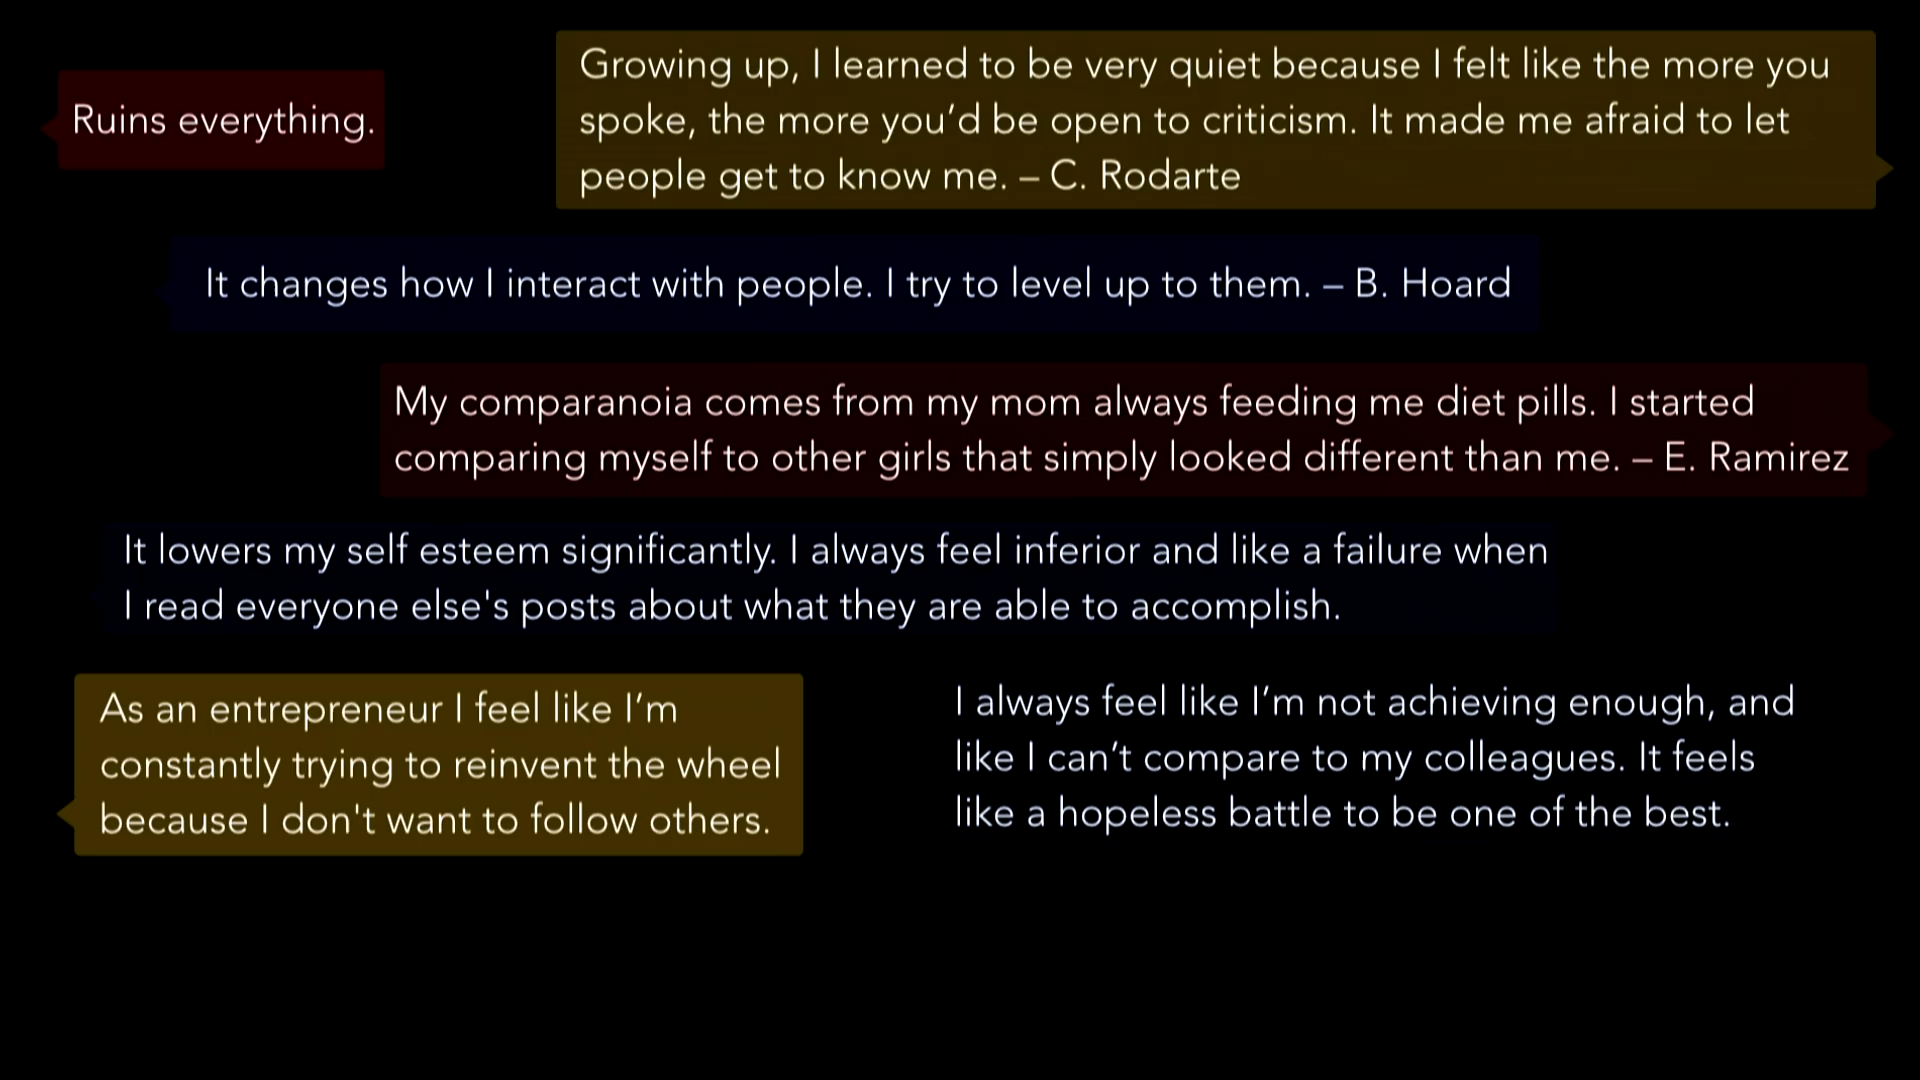 Ruins everything.
Growing up, I learned to be very quiet because I felt like the more you
spoke, the more you’d be open to criticism. It made me afraid to let
people get to know me. – C. Rodarte
It changes how I interact with people. I try to level up to them. – B. Hoard
My comparanoia comes from my mom always feeding me diet pills. I started
comparing myself to other girls that simply looked different than me. – E. Ramirez
It lowers my self esteem significantly. I always feel inferior and like a failure when
I read everyone else's posts about what they are able to accomplish.
As an entrepreneur I feel like I’m
constantly trying to reinvent the wheel
because I don't want to follow others.
I always feel like I’m not achieving enough, and
like I can’t compare to my colleagues. It feels
like a hopeless battle to be one of the best.